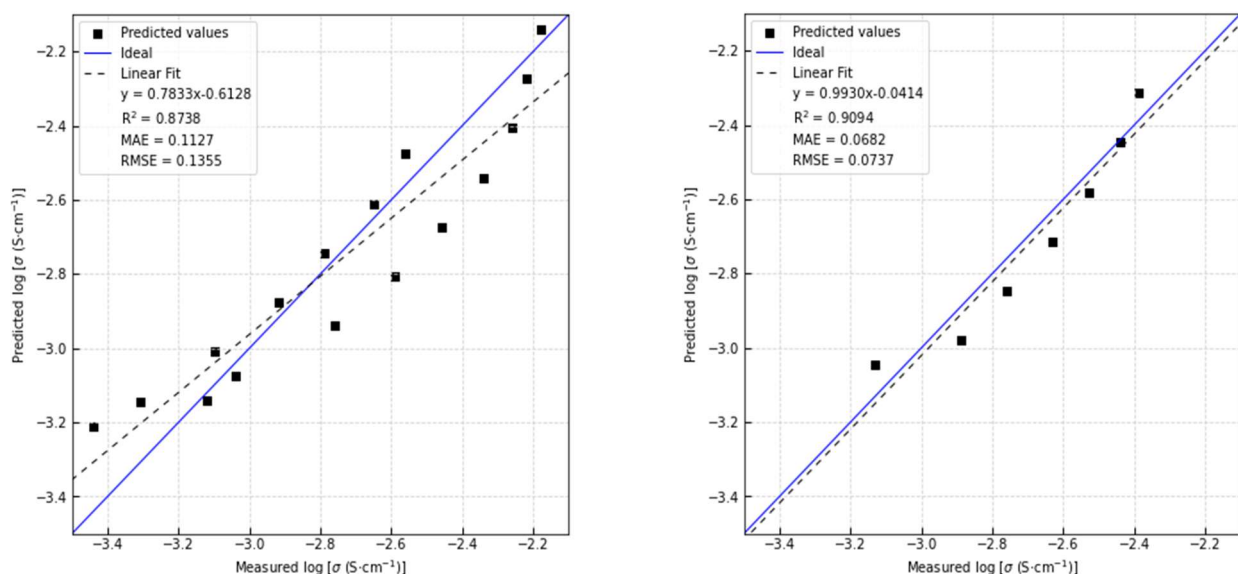 Predicted values
Ideal
Linear Fit
y = 0.7833x-0.6128
R² = 0.8738
MAE = 0.1127
RMSE = 0.1355
−2.2
−2.4
−2.6
−2.8
−3.0
−3.2
−3.4
Predicted log [σ (S·cm⁻¹)]
−3.4 −3.2 −3.0 −2.8 −2.6 −2.4 −2.2
Measured log [σ (S·cm⁻¹)]
Predicted values
Ideal
Linear Fit
y = 0.9930x-0.0414
R² = 0.9094
MAE = 0.0682
RMSE = 0.0737
−2.2
−2.4
−2.6
−2.8
−3.0
−3.2
−3.4
Predicted log [σ (S·cm⁻¹)]
−3.4 −3.2 −3.0 −2.8 −2.6 −2.4 −2.2
Measured log [σ (S·cm⁻¹)]